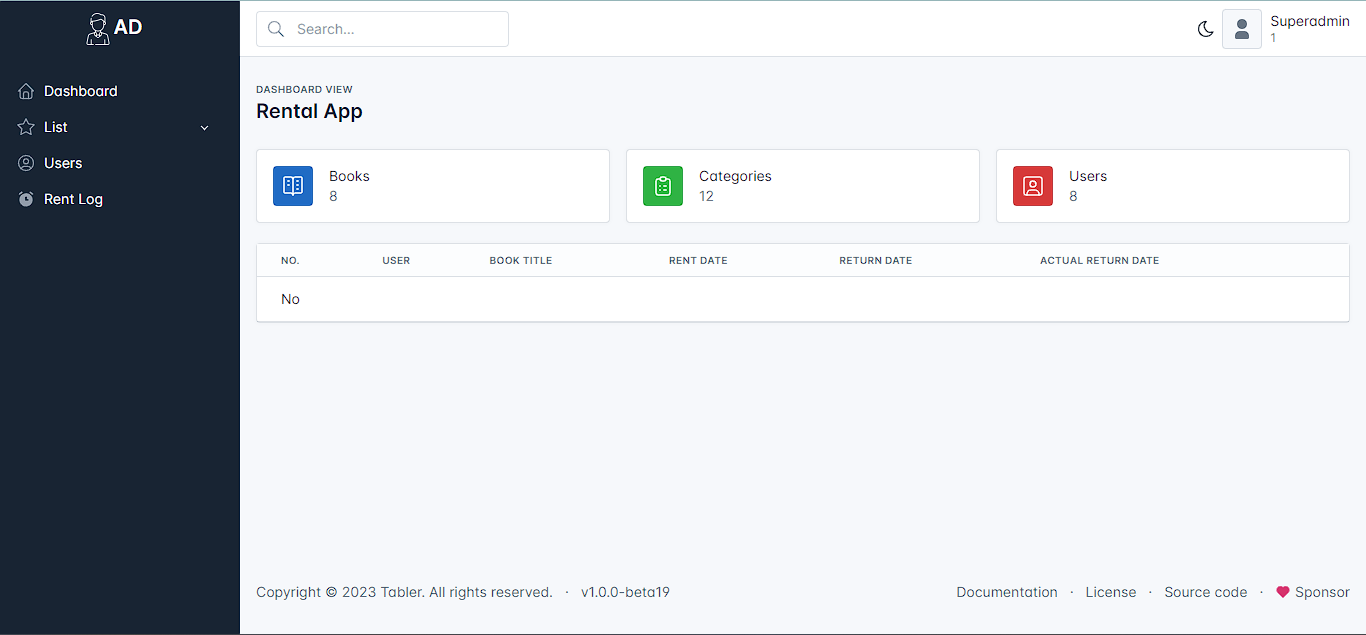 AD
Dashboard
List
Users
Rent Log
Search...
Superadmin
1
DASHBOARD VIEW
Rental App
Books
8
Categories
12
Users
8
NO. USER BOOK TITLE RENT DATE RETURN DATE ACTUAL RETURN DATE
No
Copyright © 2023 Tabler. All rights reserved. · v1.0.0-beta19
Documentation · License · Source code · Sponsor